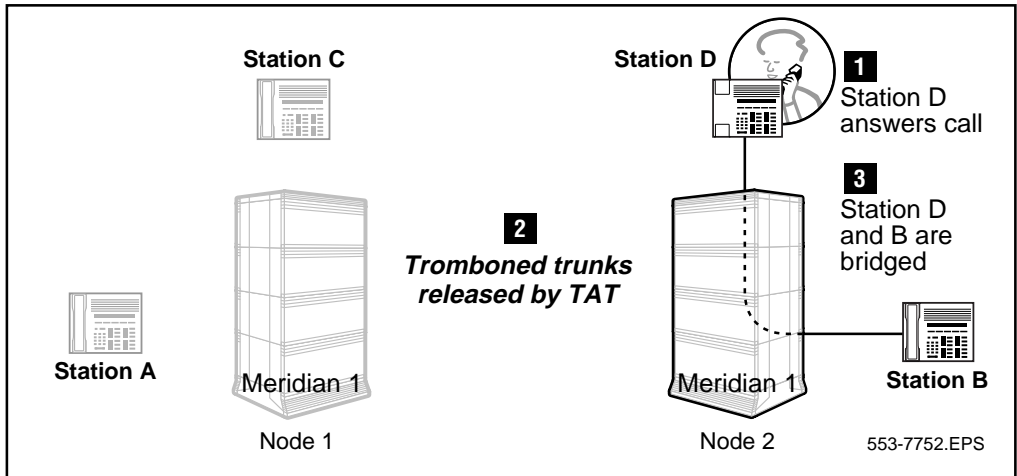 Station C
Station D
1
Station D
answers call
3
Station D
and B are
bridged
2
Tromboned trunks
released by TAT
Station A
Meridian 1
Meridian 1
Station B
Node 1
Node 2
553-7752.EPS